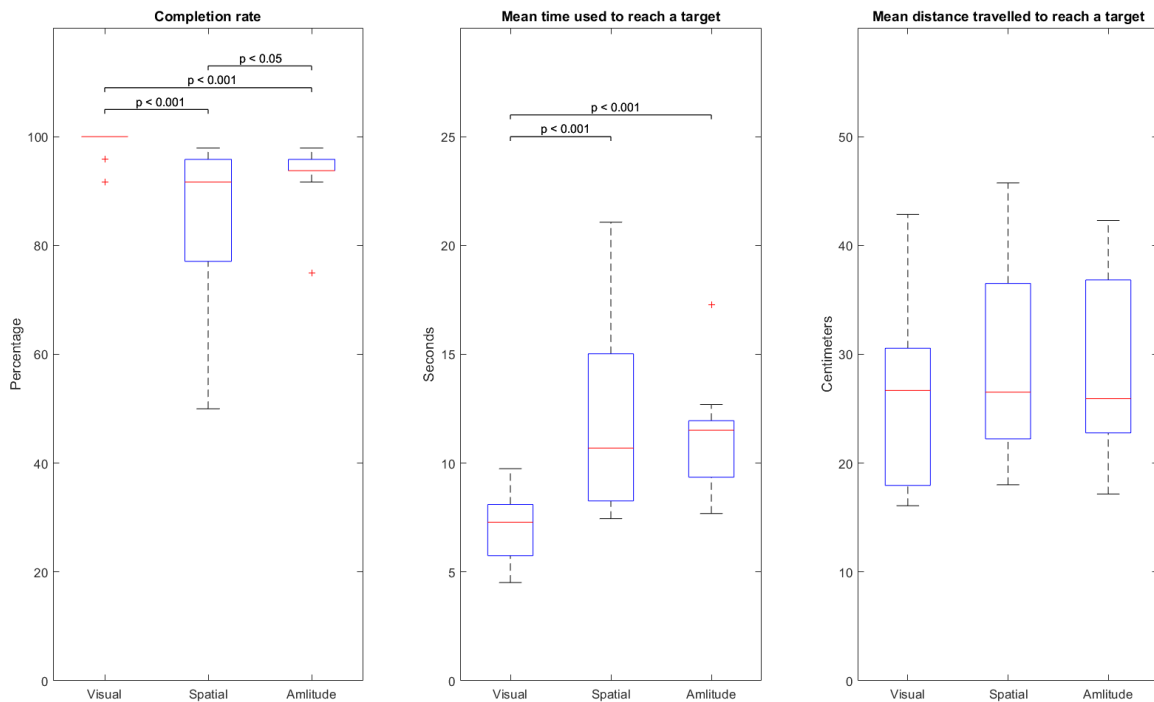 Completion rate
p < 0.05
p < 0.001
p < 0.001
100
80
60
40
20
0
Percentage
Visual Spatial Amlitude
Mean time used to reach a target
p < 0.001
p < 0.001
25
20
15
10
5
0
Seconds
Visual Spatial Amlitude
Mean distance travelled to reach a target
50
40
30
20
10
0
Centimeters
Visual Spatial Amlitude